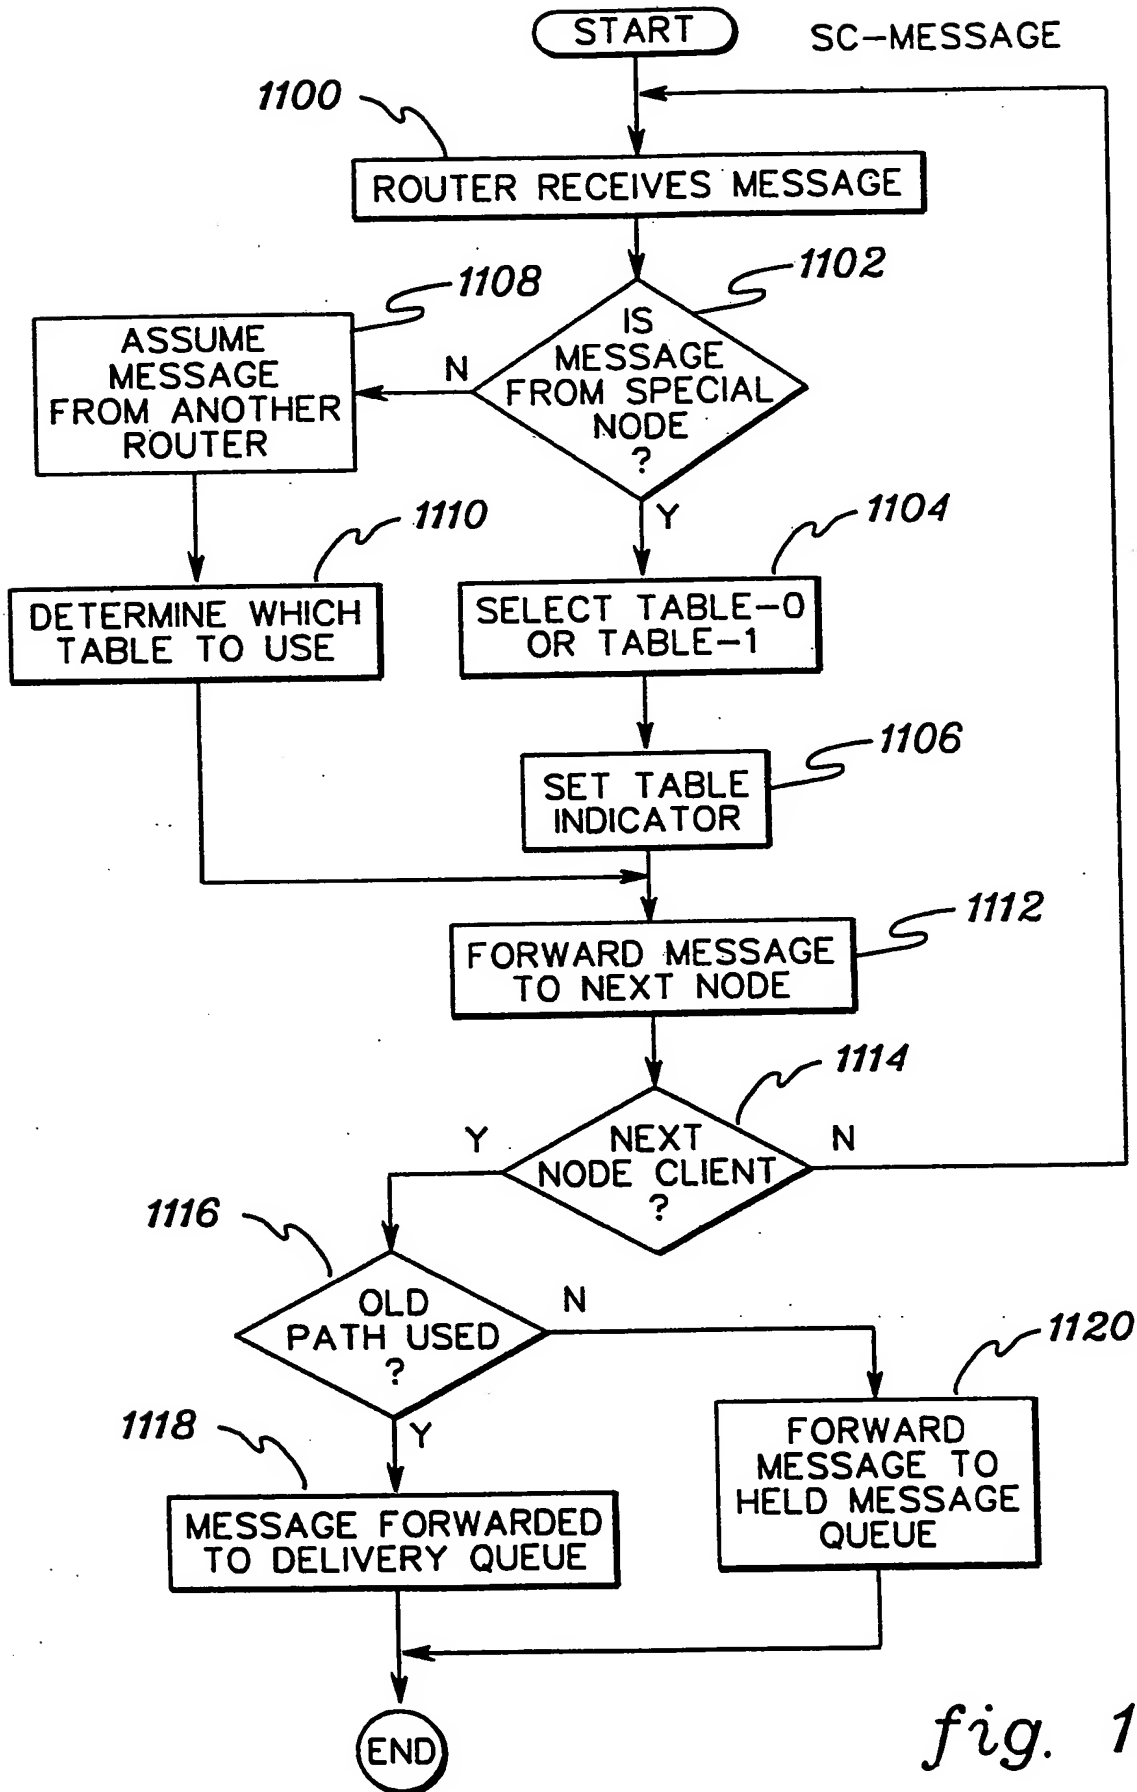 START
SC-MESSAGE
1100
ROUTER RECEIVES MESSAGE
1102
IS
MESSAGE
FROM SPECIAL
NODE
?
N
Y
1108
ASSUME
MESSAGE
FROM ANOTHER
ROUTER
1110
DETERMINE WHICH
TABLE TO USE
1104
SELECT TABLE-0
OR TABLE-1
1106
SET TABLE
INDICATOR
1112
FORWARD MESSAGE
TO NEXT NODE
1114
NEXT
NODE CLIENT
?
Y
N
1116
OLD
PATH USED
?
N
Y
1118
MESSAGE FORWARDED
TO DELIVERY QUEUE
1120
FORWARD
MESSAGE TO
HELD MESSAGE
QUEUE
END
fig. 1